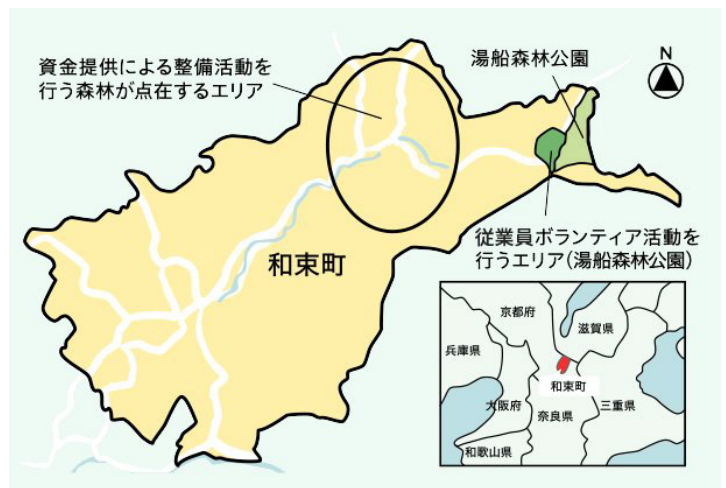 資金提供による整備活動を
行う森林が点在するエリア
湯船森林公園
N
従業員ボランティア活動を
行うエリア(湯船森林公園)
和束町
京都府
滋賀県
兵庫県
和束町
大阪府
奈良県
三重県
和歌山県